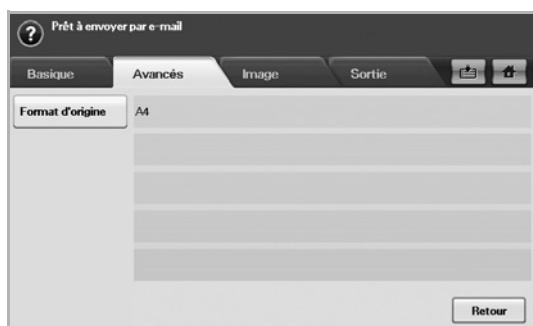 Prêt à envoyer par e-mail
Basique Avancés Image Sortie
Format d'origine A4
Retour